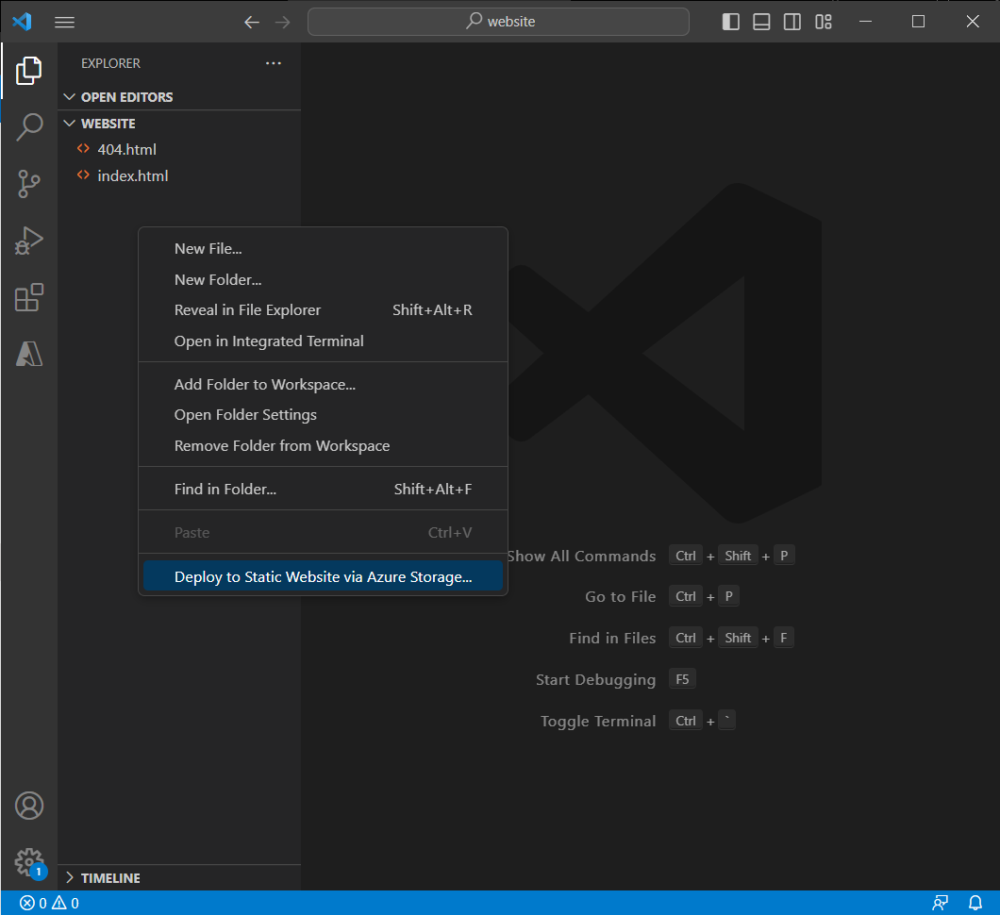 website
EXPLORER
OPEN EDITORS
WEBSITE
404.html
index.html
New File...
New Folder...
Reveal in File Explorer Shift+Alt+R
Open in Integrated Terminal
Add Folder to Workspace...
Open Folder Settings
Remove Folder from Workspace
Find in Folder... Shift+Alt+F
Paste Ctrl+V
Deploy to Static Website via Azure Storage...
Show All Commands Ctrl + Shift + P
Go to File Ctrl + P
Find in Files Ctrl + Shift + F
Start Debugging F5
Toggle Terminal Ctrl + `
1
TIMELINE
0 0